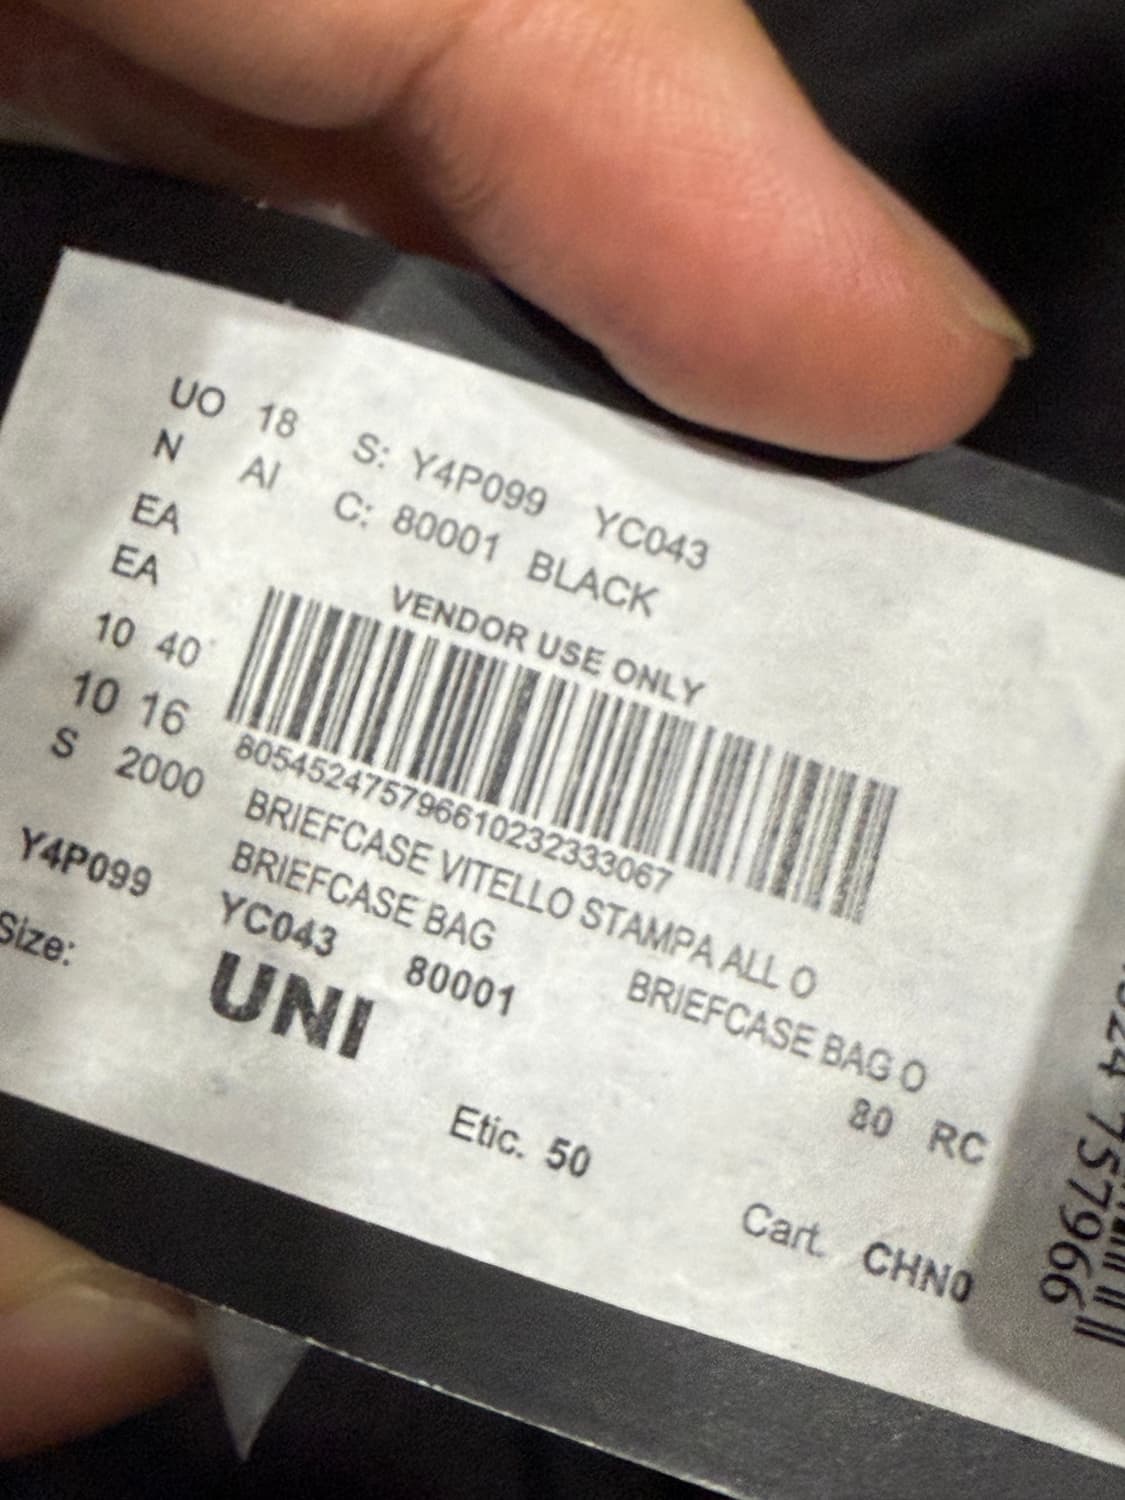 UO 18 S: Y4P099 YC043
N AI C: 80001 BLACK
EA
EA
VENDOR USE ONLY
10 40
10 16
S 2000
8054524757966102323333067
BRIEFCASE VITELLO STAMPA ALL O
BRIEFCASE BAG BRIEFCASE BAG O
Y4P099 YC043 80001 80 RC
Size: UNI
Etic. 50 Cart. CHN0
757966